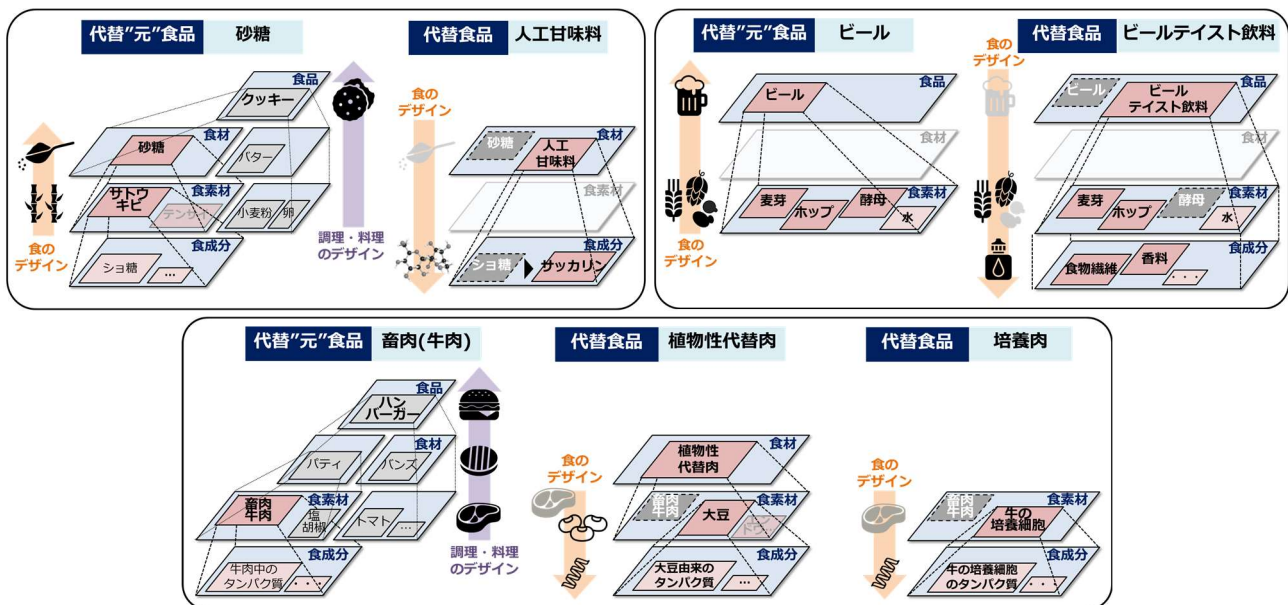 代替”元”食品
砂糖
食品
クッキー
食材
砂糖
バター
食素材
サトウ
キビ
テンサイ
小麦粉
卵
食成分
ショ糖
…
食の
デザイン
調理・料理
のデザイン
代替食品
人工甘味料
食の
デザイン
食材
砂糖
人工
甘味料
食素材
食成分
ショ糖
サッカリン
代替”元”食品
ビール
食品
ビール
食材
食素材
麦芽
ホップ
酵母
水
食の
デザイン
代替食品
ビールテイスト飲料
食の
デザイン
食品
ビール
ビール
テイスト飲料
食材
食素材
麦芽
ホップ
酵母
水
食成分
食物繊維
香料
・・・
代替”元”食品
畜肉(牛肉)
食品
ハン
バーガー
食材
パティ
バンズ
食素材
畜肉
牛肉
塩
胡椒
トマト
…
食成分
牛肉中の
タンパク質
・・・
調理・料理
のデザイン
代替食品
植物性代替肉
食の
デザイン
食材
植物性
代替肉
食素材
畜肉
牛肉
大豆
食成分
大豆由来の
タンパク質
…
代替食品
培養肉
食の
デザイン
食素材
畜肉
牛肉
牛の
培養細胞
食成分
牛の培養細胞
のタンパク質
・・・